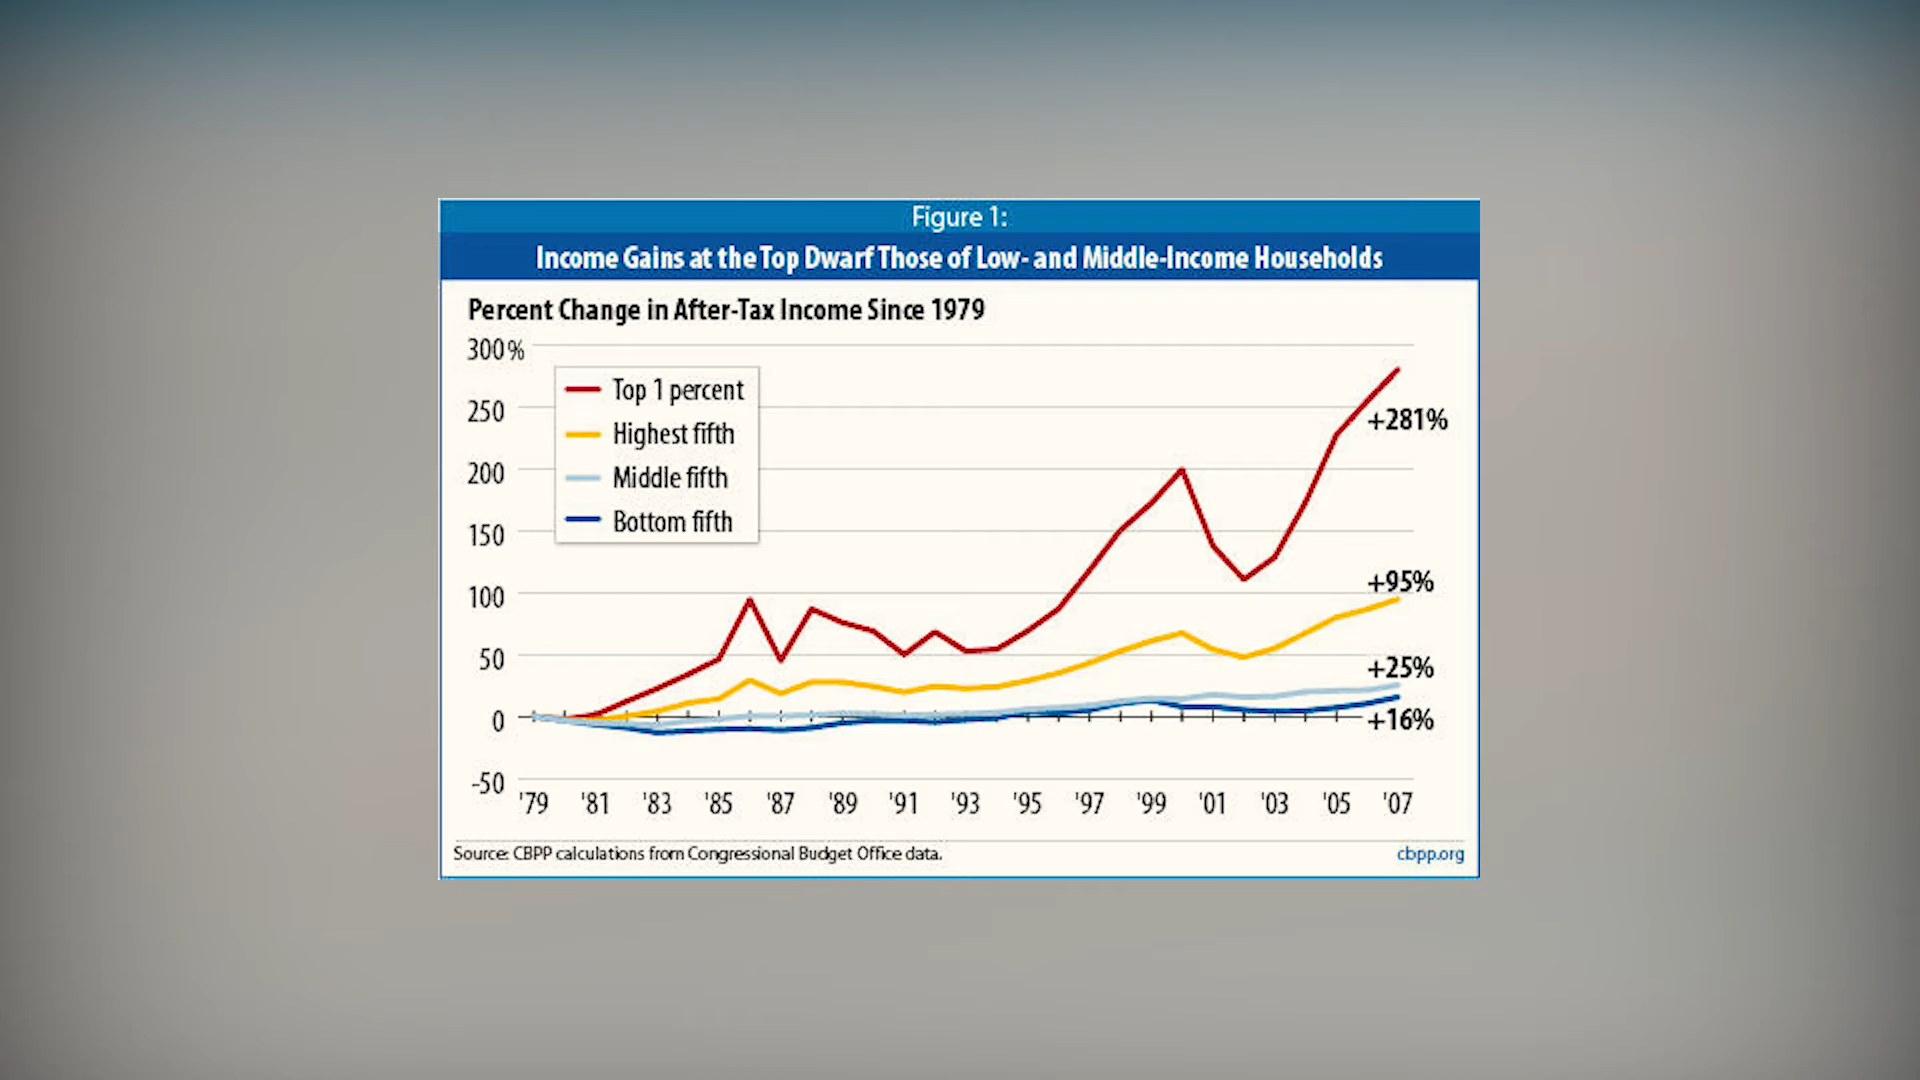 Figure 1:
Income Gains at the Top Dwarf Those of Low- and Middle-Income Households
Percent Change in After-Tax Income Since 1979
300%
250
200
150
100
50
0
-50
Top 1 percent
Highest fifth
Middle fifth
Bottom fifth
+281%
+95%
+25%
+16%
'79 '81 '83 '85 '87 '89 '91 '93 '95 '97 '99 '01 '03 '05 '07
Source: CBPP calculations from Congressional Budget Office data.
cbpp.org